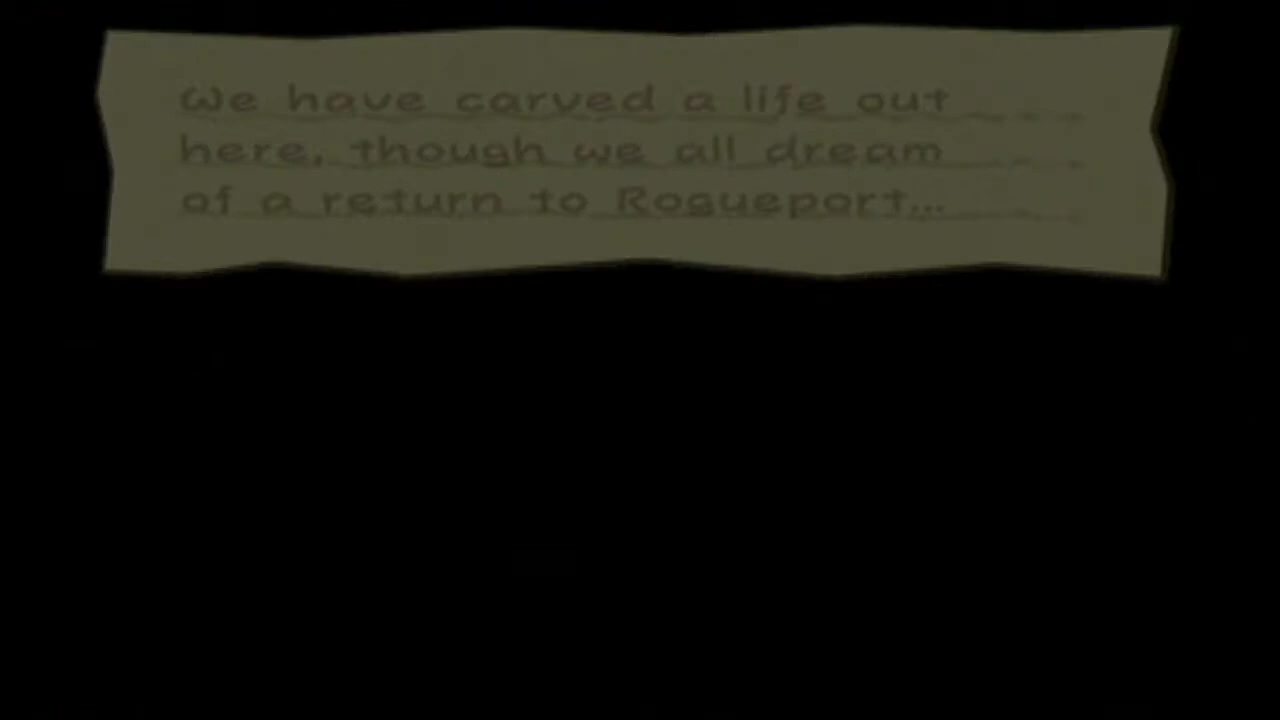 We have carved a life out
here, though we all dream
of a return to Rogueport...